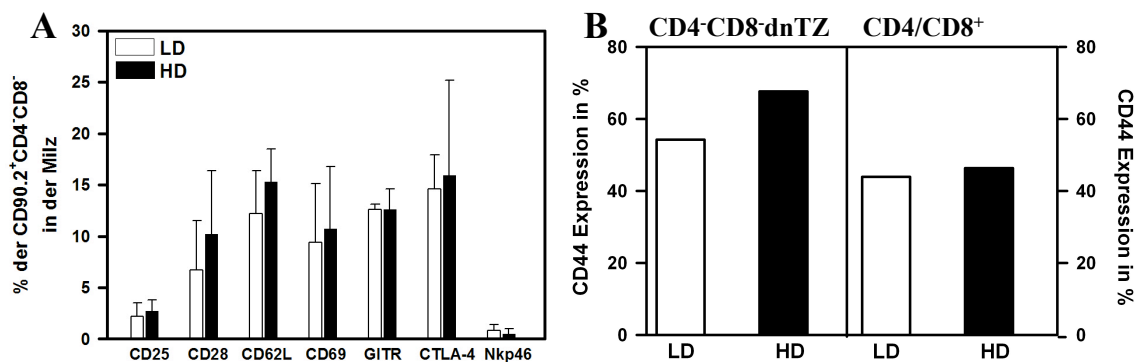 A
% der CD90.2⁺CD4⁻CD8⁻
in der Milz
30
25
20
15
10
5
0
LD
HD
CD25 CD28 CD62L CD69 GITR CTLA-4 Nkp46
B
CD4⁻CD8⁻dnTZ CD4/CD8⁺
CD44 Expression in %
80
60
40
20
0
LD HD LD HD
80
60
40
20
0
CD44 Expression in %